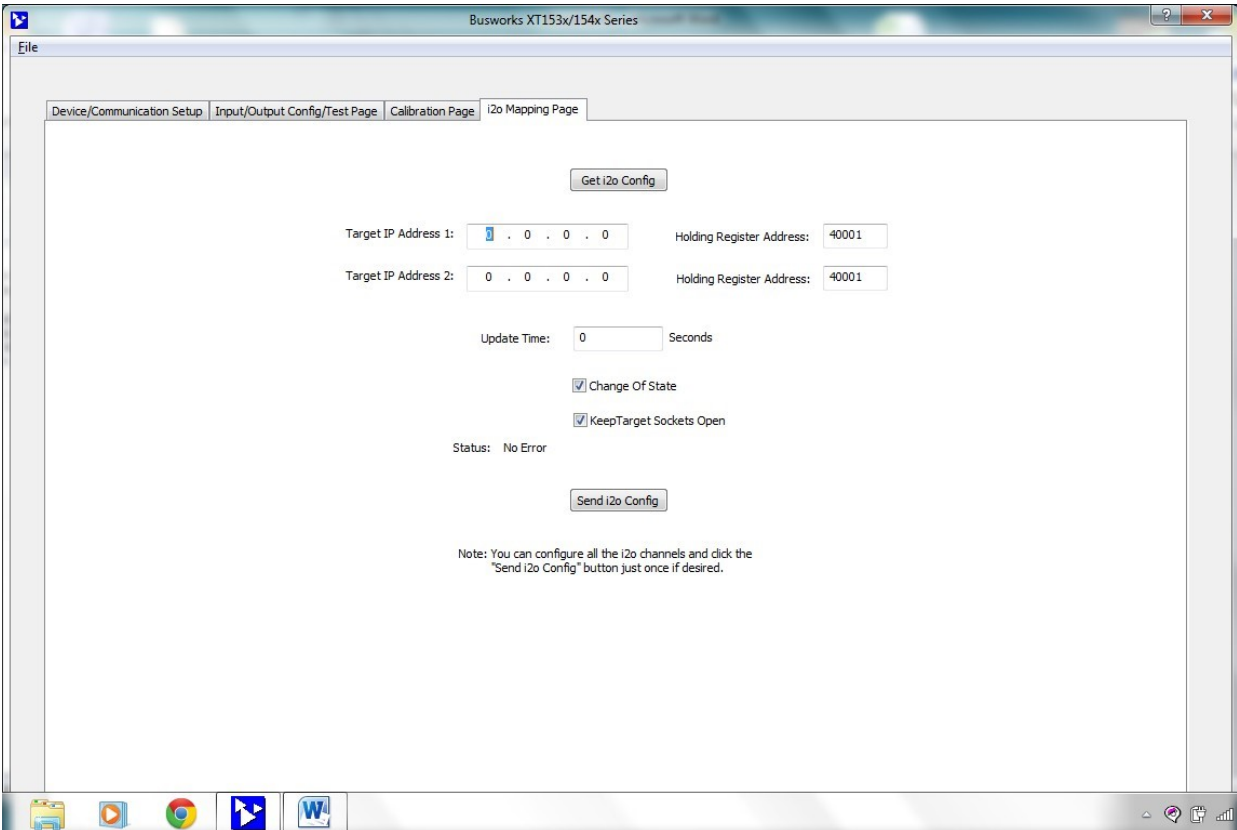 Busworks XT153x/154x Series
File
Device/Communication Setup Input/Output Config/Test Page Calibration Page i2o Mapping Page
Get i2o Config
Target IP Address 1: 0 . 0 . 0 . 0 Holding Register Address: 40001
Target IP Address 2: 0 . 0 . 0 . 0 Holding Register Address: 40001
Update Time: 0 Seconds
Change Of State
KeepTarget Sockets Open
Status: No Error
Send i2o Config
Note: You can configure all the i2o channels and click the
"Send i2o Config" button just once if desired.